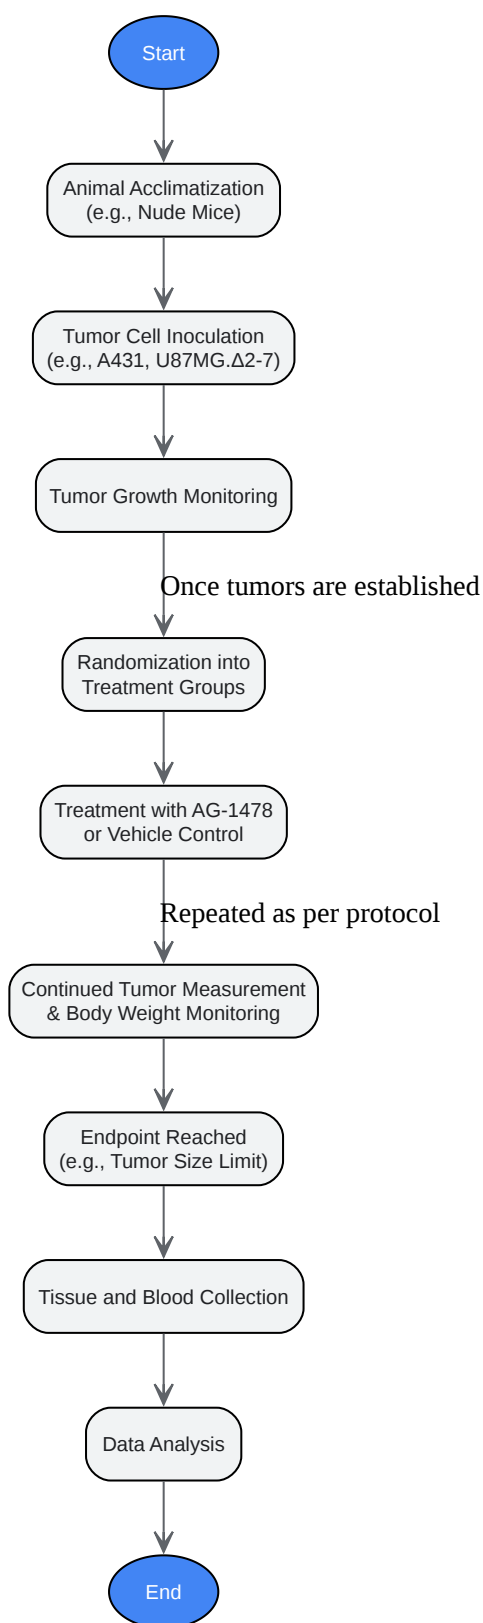 Start
Animal Acclimatization
(e.g., Nude Mice)
Tumor Cell Inoculation
(e.g., A431, U87MG.Δ2-7)
Tumor Growth Monitoring
Once tumors are established
Randomization into
Treatment Groups
Treatment with AG-1478
or Vehicle Control
Repeated as per protocol
Continued Tumor Measurement
& Body Weight Monitoring
Endpoint Reached
(e.g., Tumor Size Limit)
Tissue and Blood Collection
Data Analysis
End